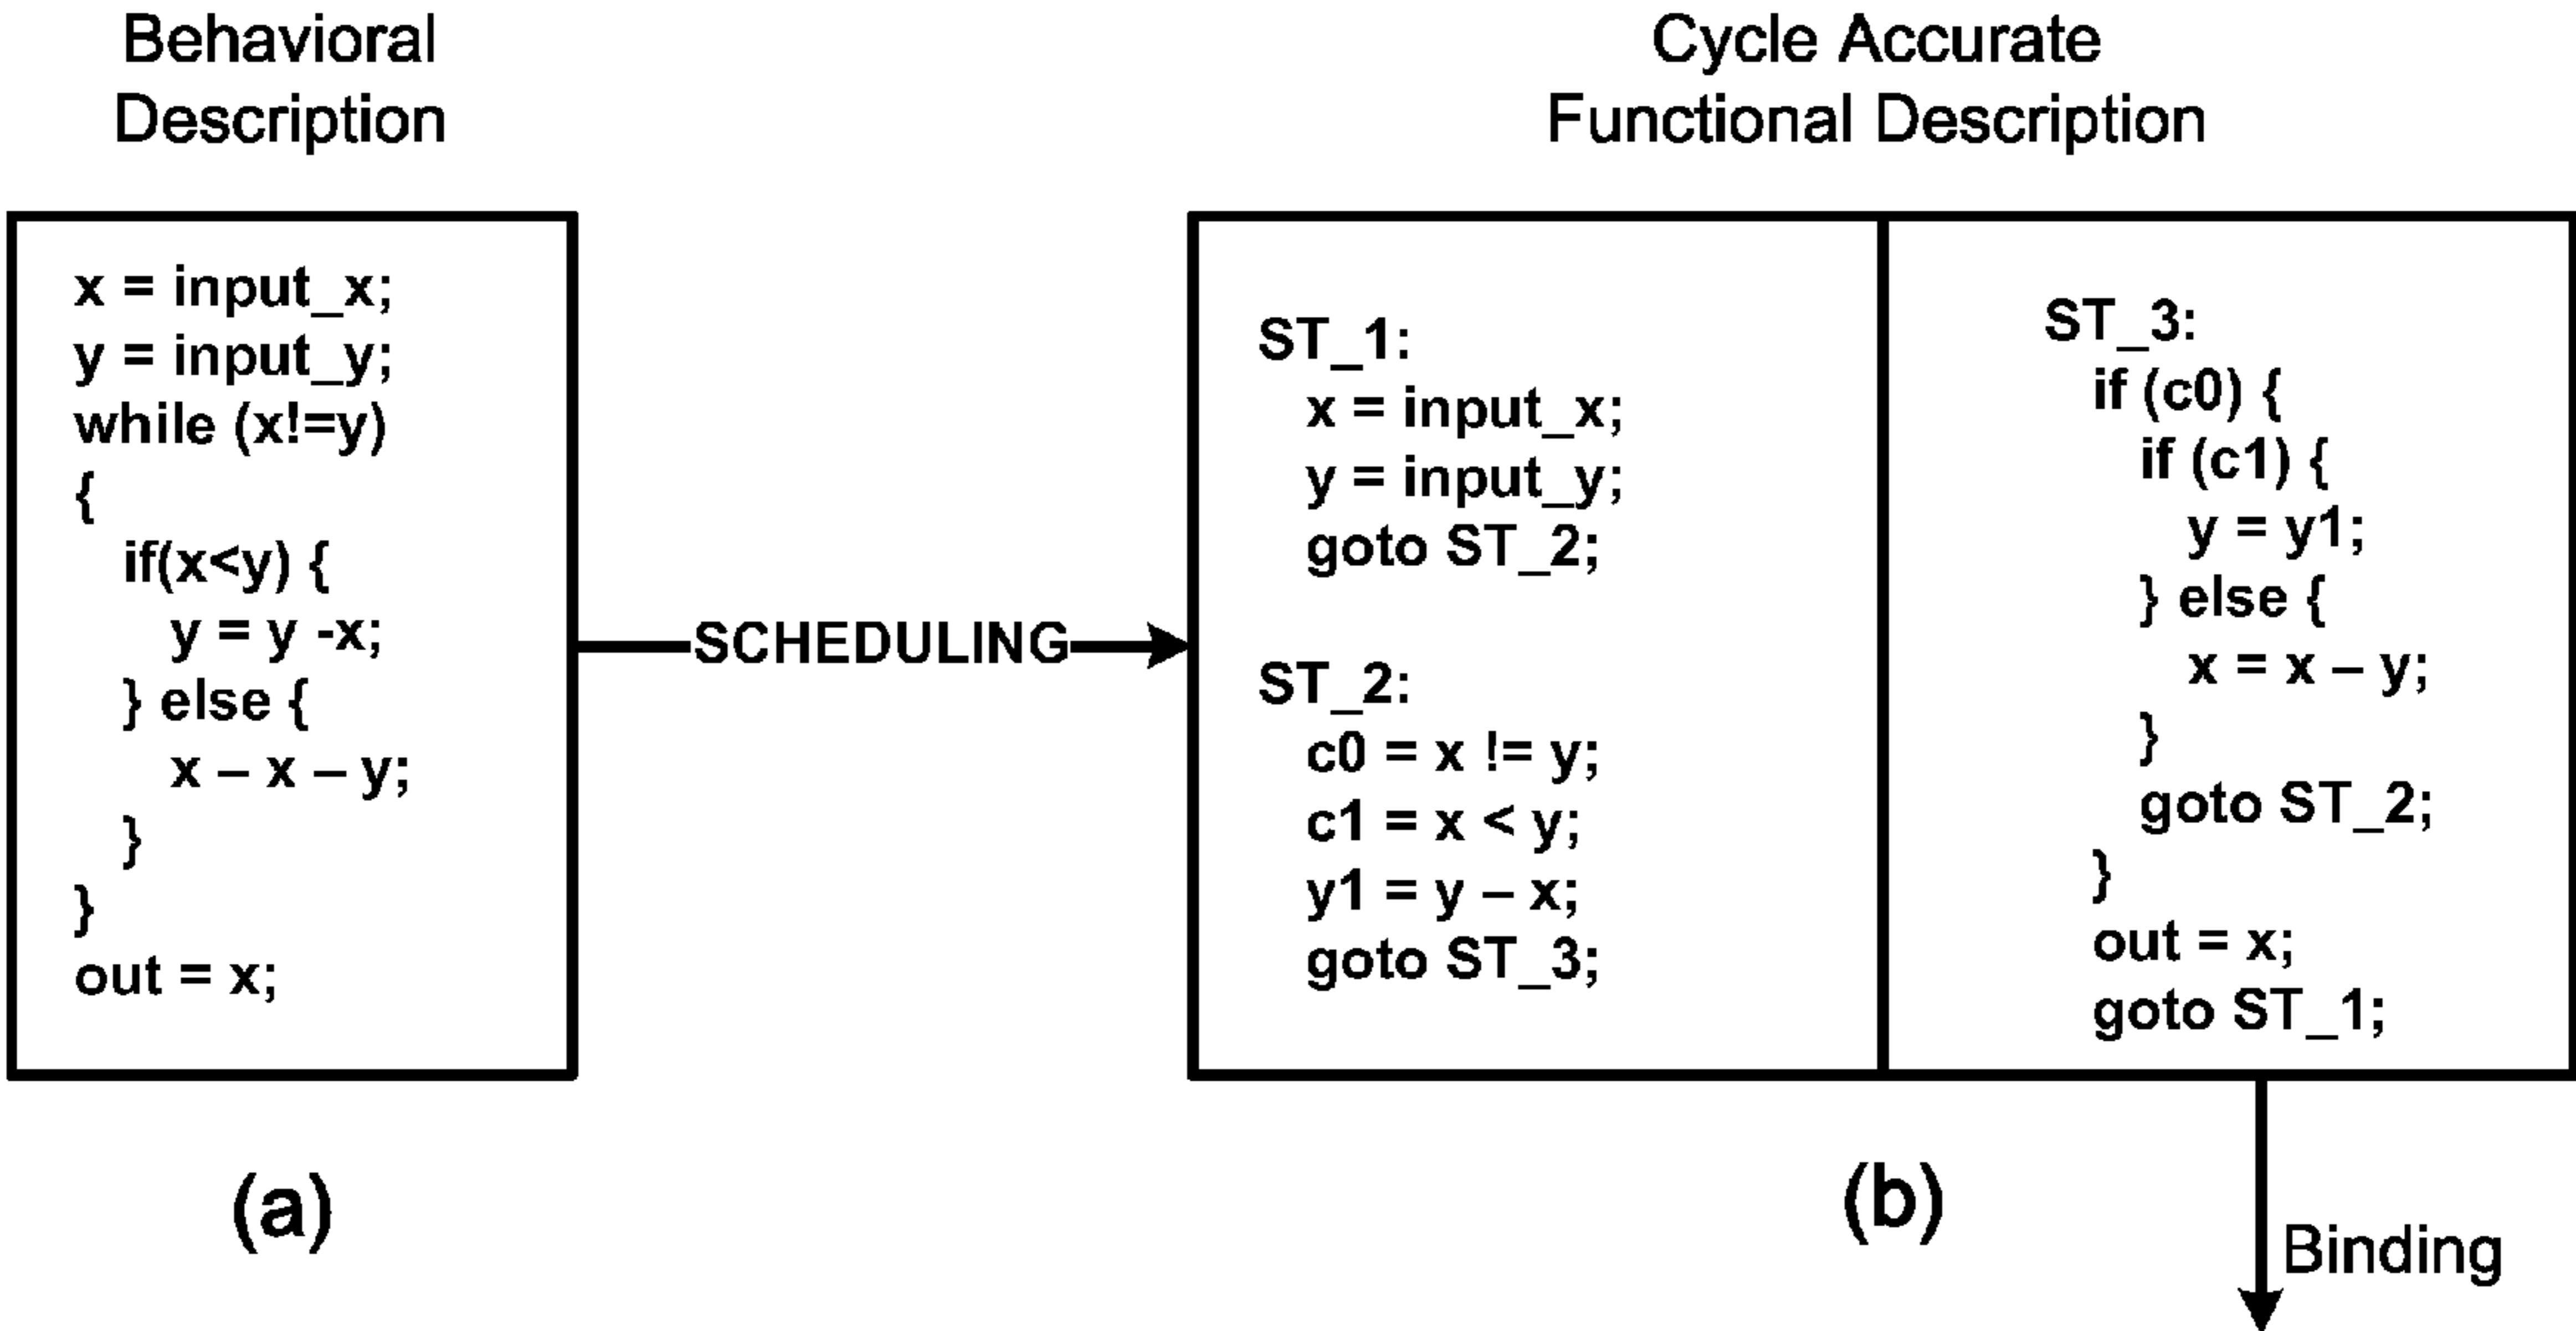 Behavioral
Description
x = input_x;
y = input_y;
while (x!=y)
{
if(x<y) {
y = y -x;
} else {
x – x – y;
}
}
out = x;
(a)
SCHEDULING
Cycle Accurate
Functional Description
ST_1:
x = input_x;
y = input_y;
goto ST_2;
ST_2:
c0 = x != y;
c1 = x < y;
y1 = y – x;
goto ST_3;
ST_3:
if (c0) {
if (c1) {
y = y1;
} else {
x = x – y;
}
goto ST_2;
}
out = x;
goto ST_1;
(b)
Binding